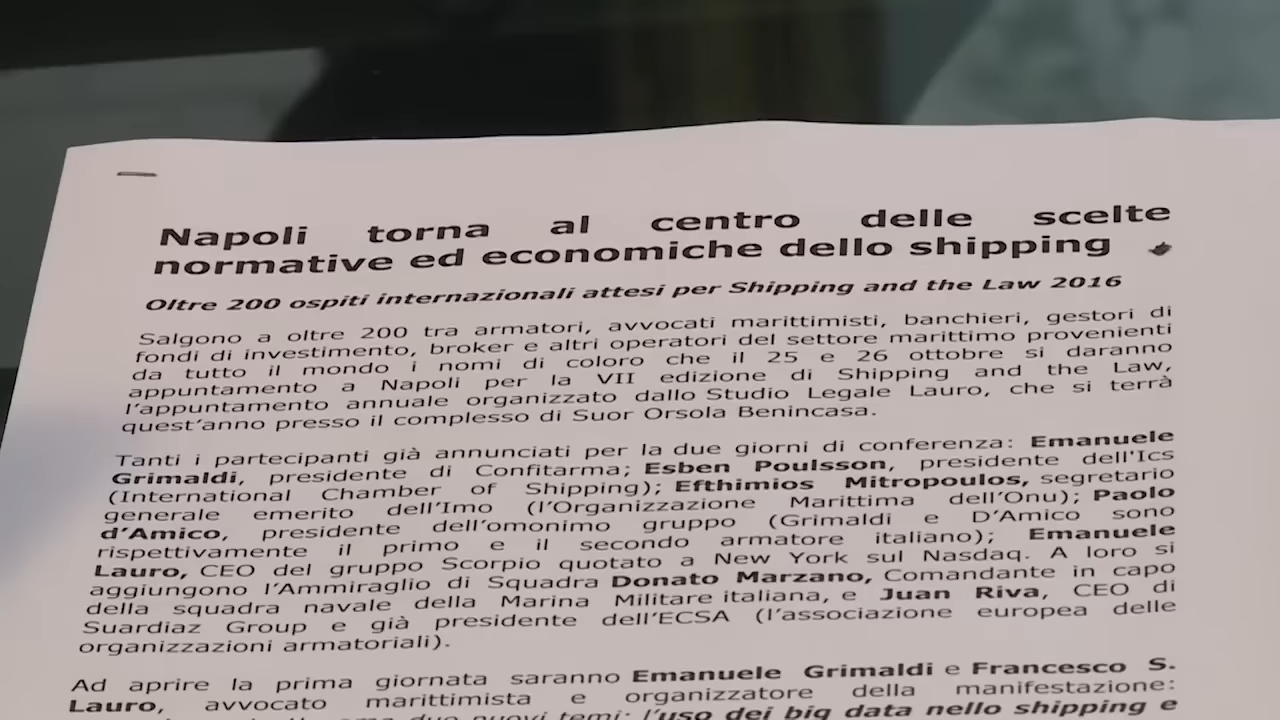 Napoli torna al centro delle scelte
normative ed economiche dello shipping
Oltre 200 ospiti internazionali attesi per Shipping and the Law 2016
Salgono a oltre 200 tra armatori, avvocati marittimisti, banchieri, gestori di
fondi di investimento, broker e altri operatori del settore marittimo provenienti
da tutto il mondo i nomi di coloro che il 25 e 26 ottobre si daranno
appuntamento a Napoli per la VII edizione di Shipping and the Law,
l'appuntamento annuale organizzato dallo Studio Legale Lauro, che si terrà
quest'anno presso il complesso di Suor Orsola Benincasa.
Tanti i partecipanti già annunciati per la due giorni di conferenza: Emanuele
Grimaldi, presidente di Confitarma; Esben Poulsson, presidente dell'Ics
(International Chamber of Shipping); Efthimios Mitropoulos, segretario
generale emerito dell'Imo (l'Organizzazione Marittima dell'Onu); Paolo
d'Amico, presidente dell'omonimo gruppo (Grimaldi e D'Amico sono
rispettivamente il primo e il secondo armatore italiano); Emanuele
Lauro, CEO del gruppo Scorpio quotato a New York sul Nasdaq. A loro si
aggiungono l'Ammiraglio di Squadra Donato Marzano, Comandante in capo
della squadra navale della Marina Militare italiana, e Juan Riva, CEO di
Suardiaz Group e già presidente dell'ECSA (l'associazione europea delle
organizzazioni armatoriali).
Ad aprire la prima giornata saranno Emanuele Grimaldi e Francesco S.
Lauro, avvocato marittimista e organizzatore della manifestazione:
due nuovi temi: l'uso dei big data nello shipping e